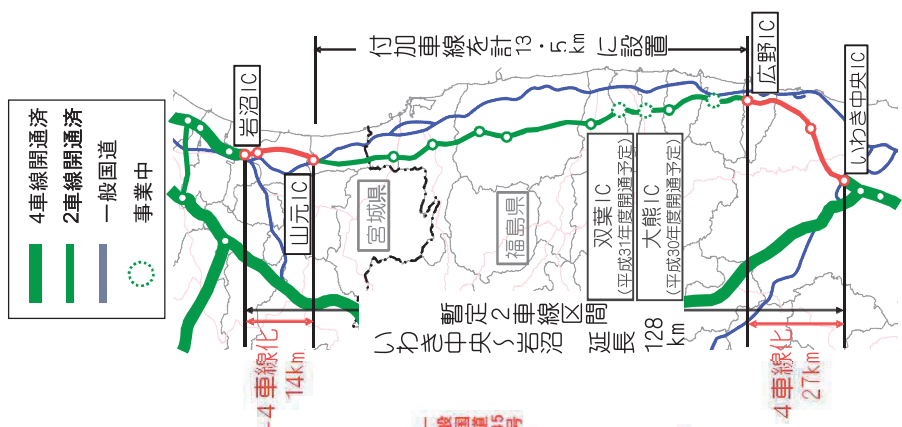 4車線開通済
2車線開通済
一般国道
事業中
付加車線を計13・5kmに設置
岩沼IC
山元IC
広野IC
いわき中央IC
宮城県
福島県
双葉IC
(平成31年度開通予定)
大熊IC
(平成30年度開通予定)
暫定2車線区間
いわき中央～岩沼 延長128km
4車線化
14km
4車線化
27km